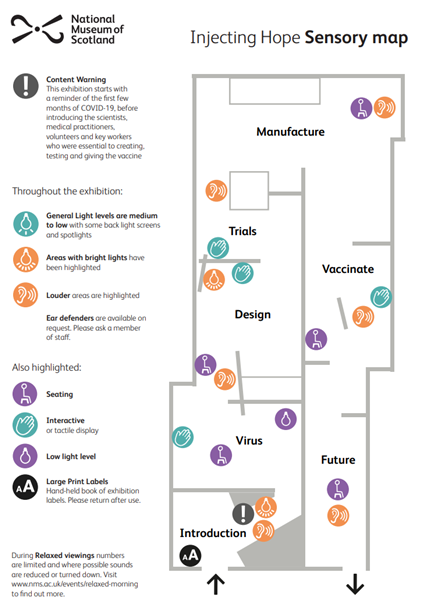 National
Museum of
Scotland
Injecting Hope Sensory map
Content Warning
This exhibition starts with
a reminder of the first few
months of COVID-19, before
introducing the scientists,
medical practitioners,
volunteers and key workers
who were essential to creating,
testing and giving the vaccine
Throughout the exhibition:
General Light levels are medium
to low with some back light screens
and spotlights
Areas with bright lights have
been highlighted
Louder areas are highlighted
Ear defenders are available on
request. Please ask a member
of staff.
Also highlighted:
Seating
Interactive
or tactile display
Low light level
AA
Large Print Labels
Hand-held book of exhibition
labels. Please return after use.
During Relaxed viewings numbers
are limited and where possible sounds
are reduced or turned down. Visit
www.nms.ac.uk/events/relaxed-morning
to find out more.
Manufacture
Trials
Vaccinate
Design
Virus
Future
!
Introduction
AA